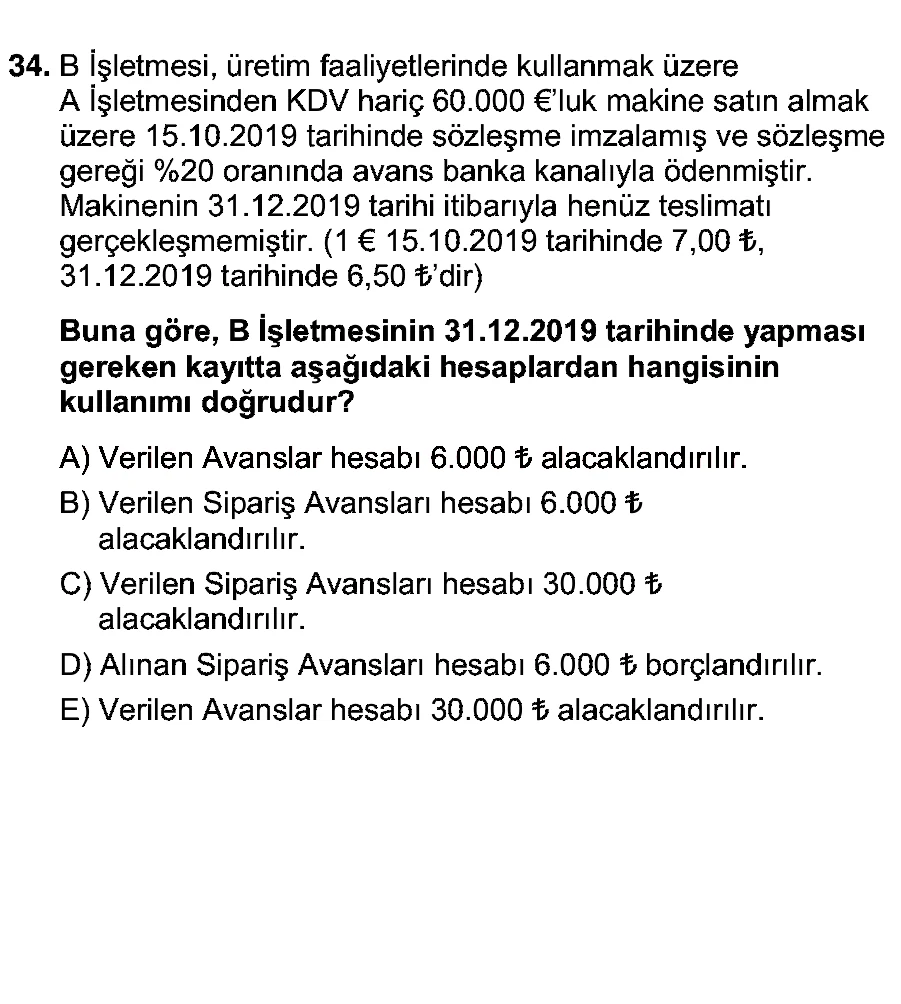 34. B İşletmesi, üretim faaliyetlerinde kullanmak üzere
A İşletmesinden KDV hariç 60.000 €’luk makine satın almak
üzere 15.10.2019 tarihinde sözleşme imzalamış ve sözleşme
gereği %20 oranında avans banka kanalıyla ödenmiştir.
Makinenin 31.12.2019 tarihi itibarıyla henüz teslimatı
gerçekleşmemiştir. (1 € 15.10.2019 tarihinde 7,00 ₺,
31.12.2019 tarihinde 6,50 ₺’dir)
Buna göre, B İşletmesinin 31.12.2019 tarihinde yapması
gereken kayıtta aşağıdaki hesaplardan hangisinin
kullanımı doğrudur?
A) Verilen Avanslar hesabı 6.000 ₺ alacaklandırılır.
B) Verilen Sipariş Avansları hesabı 6.000 ₺
alacaklandırılır.
C) Verilen Sipariş Avansları hesabı 30.000 ₺
alacaklandırılır.
D) Alınan Sipariş Avansları hesabı 6.000 ₺ borçlandırılır.
E) Verilen Avanslar hesabı 30.000 ₺ alacaklandırılır.